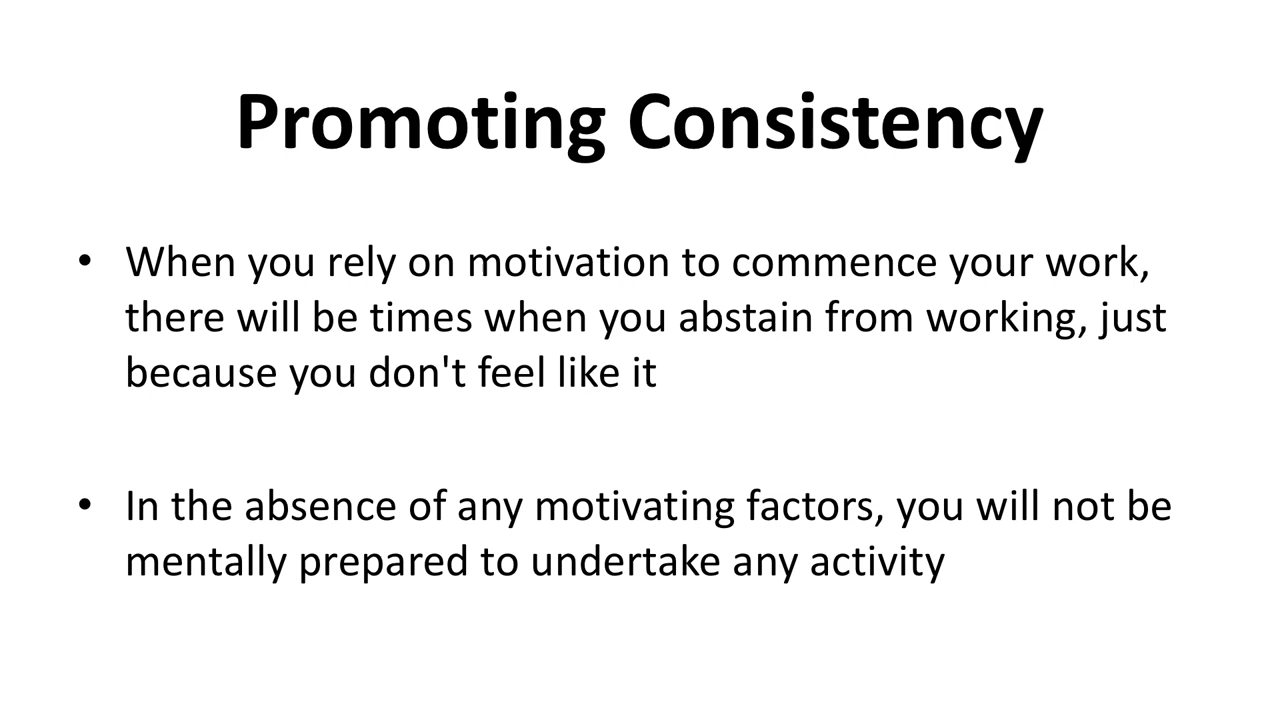 Promoting Consistency
• When you rely on motivation to commence your work,
there will be times when you abstain from working, just
because you don't feel like it
• In the absence of any motivating factors, you will not be
mentally prepared to undertake any activity